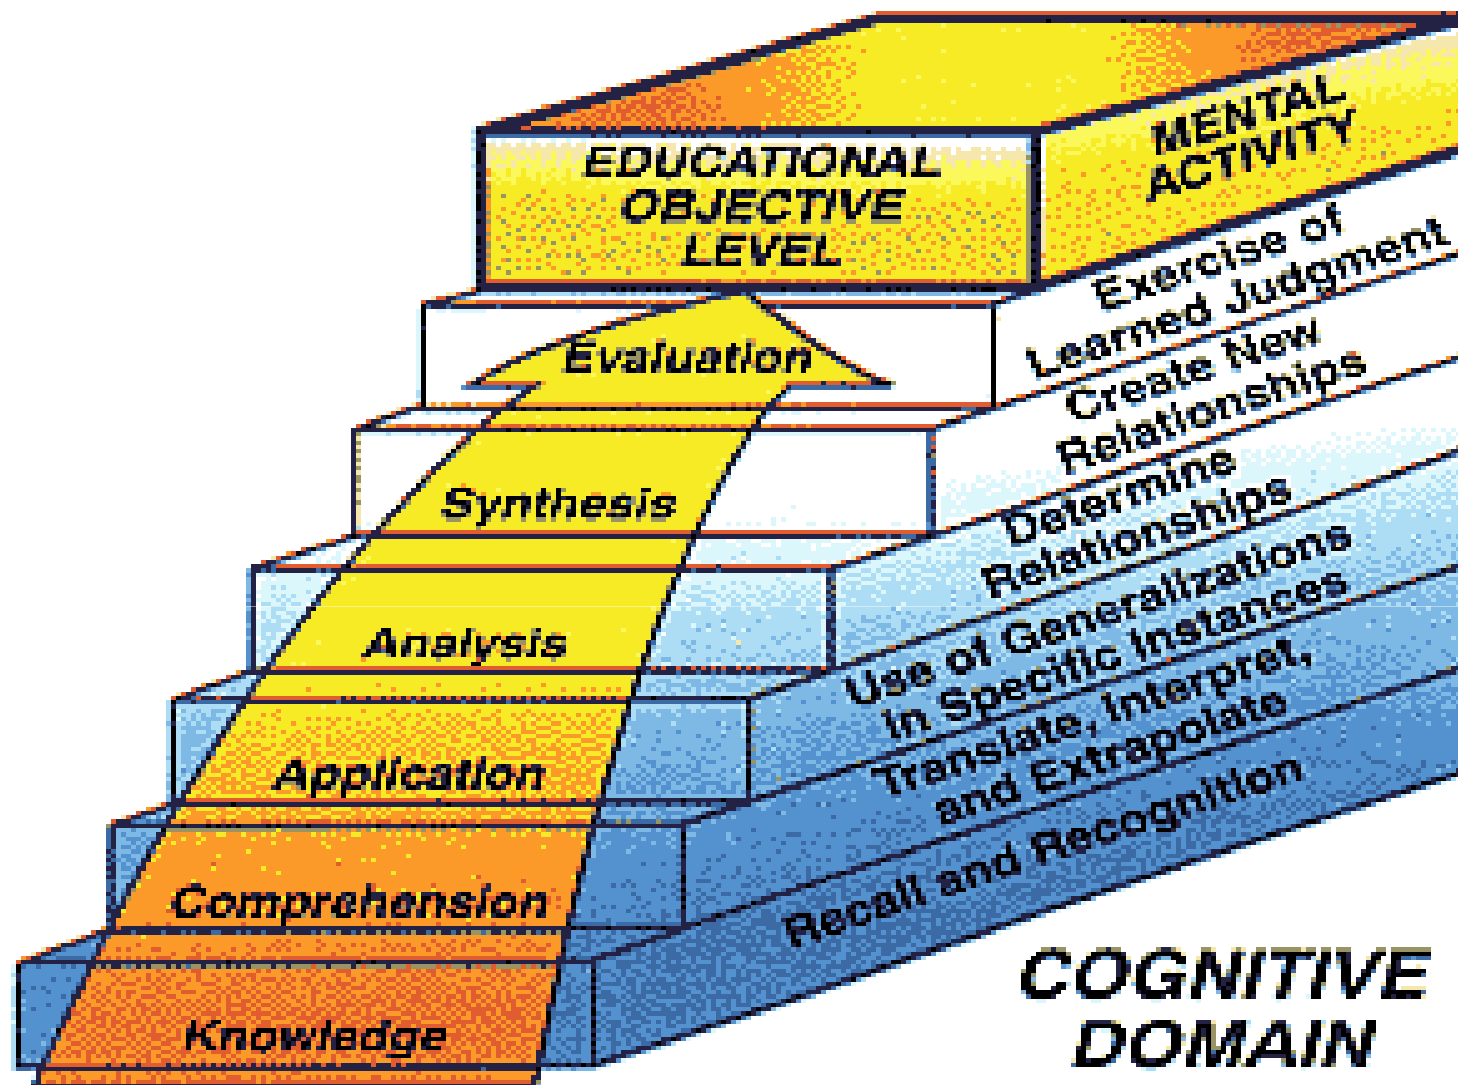 EDUCATIONAL
OBJECTIVE
LEVEL
MENTAL
ACTIVITY
Evaluation
Exercise of
Learned Judgment
Synthesis
Create New
Relationships
Analysis
Determine
Relationships
Application
Use of Generalizations
in Specific Instances
Comprehension
Translate, Interpret,
and Extrapolate
Knowledge
Recall and Recognition
COGNITIVE
DOMAIN